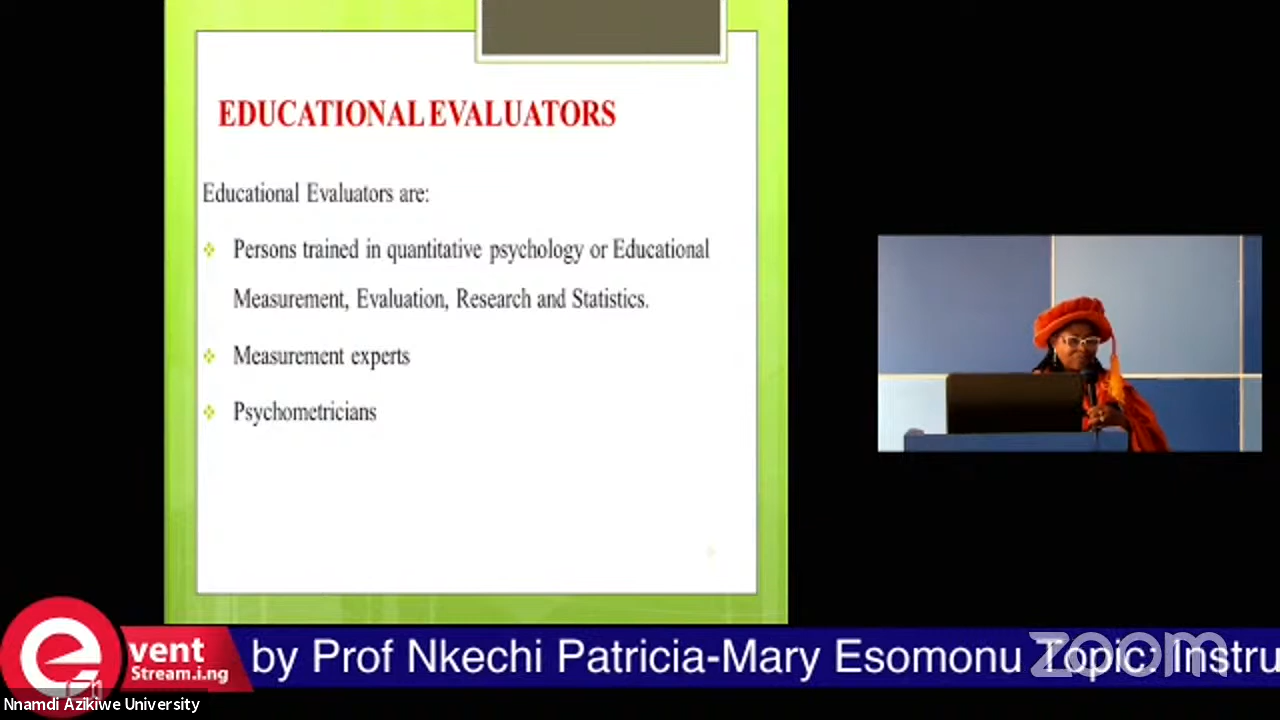 EDUCATIONAL EVALUATORS
Educational Evaluators are:
Persons trained in quantitative psychology or Educational
Measurement, Evaluation, Research and Statistics.
Measurement experts
Psychometricians
event
Stream.i.ng
by Prof Nkechi Patricia-Mary Esomonu Topic: Instru
zoom
Nnamdi Azikiwe University